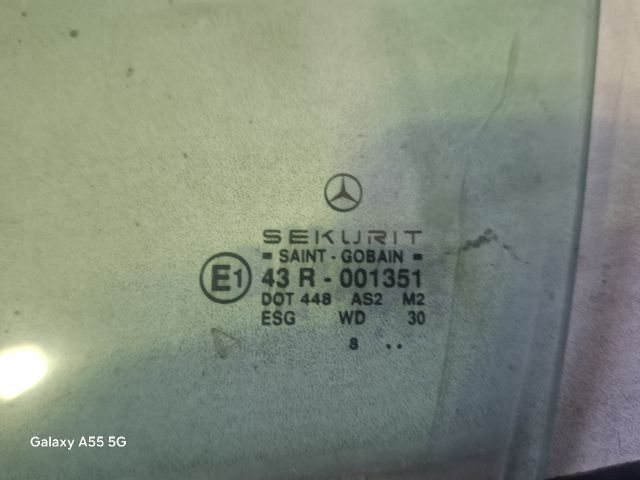 SEKURIT
SAINT - GOBAIN
E1 43 R - 001351
DOT 448 AS2 M2
ESG WD 30
8 ..
Galaxy A55 5G